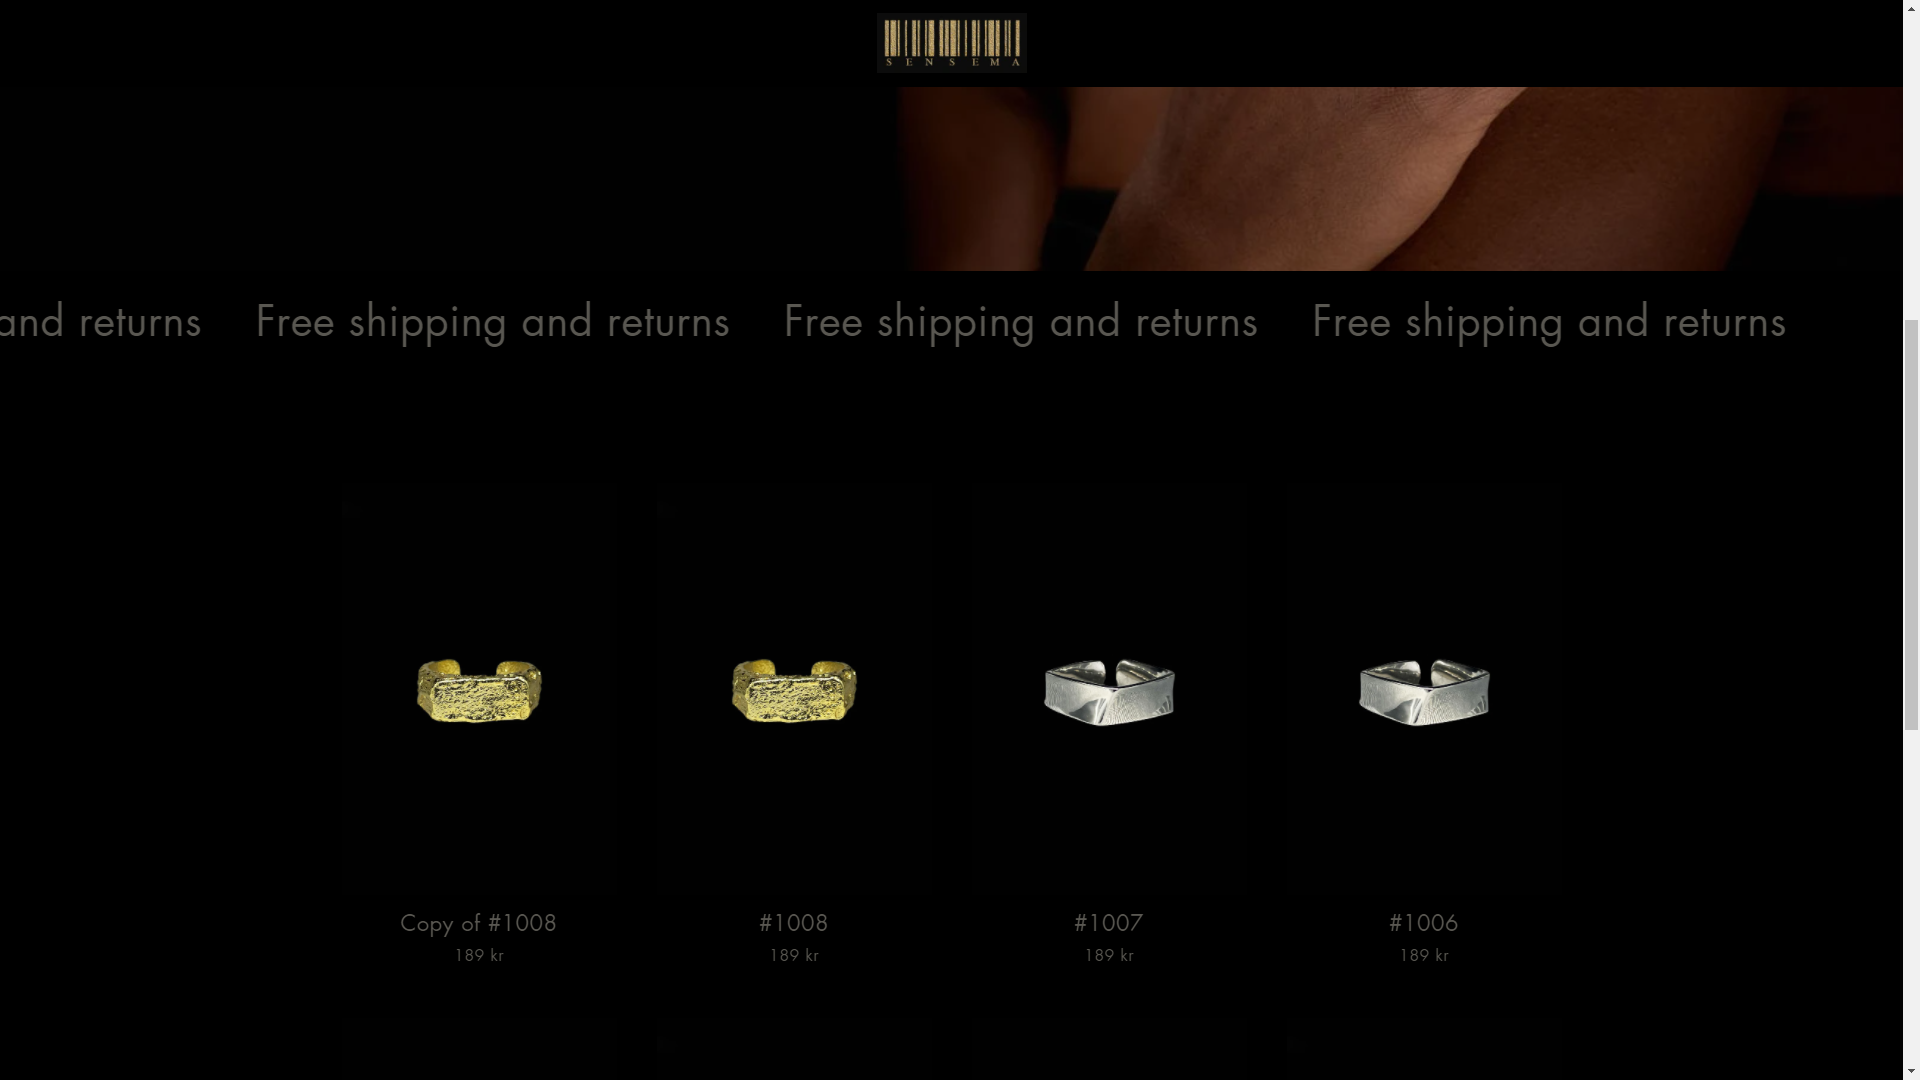 SENSEMA
and returns Free shipping and returns Free shipping and returns Free shipping and returns
Copy of #1008 #1008 #1007 #1006
189 kr 189 kr 189 kr 189 kr